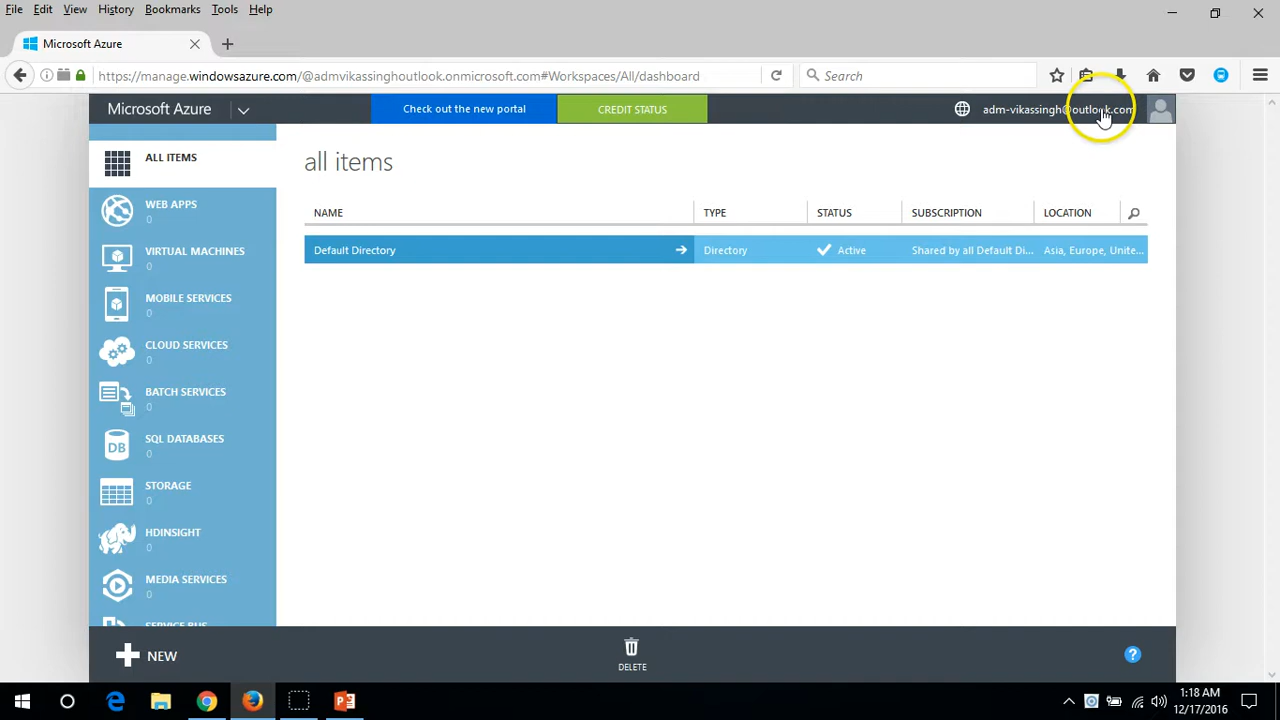 File Edit View History Bookmarks Tools Help
Microsoft Azure
https://manage.windowsazure.com/@admvikassinghoutlook.onmicrosoft.com#Workspaces/All/dashboard
Search
Microsoft Azure
Check out the new portal
CREDIT STATUS
adm-vikassingh@outlook.com
ALL ITEMS
WEB APPS
0
VIRTUAL MACHINES
0
MOBILE SERVICES
0
CLOUD SERVICES
0
BATCH SERVICES
0
SQL DATABASES
0
DB
STORAGE
0
HDINSIGHT
0
MEDIA SERVICES
0
SERVICE BUS
all items
NAME TYPE STATUS SUBSCRIPTION LOCATION
Default Directory Directory Active Shared by all Default Di... Asia, Europe, Unite...
NEW
DELETE
?
1:18 AM
12/17/2016